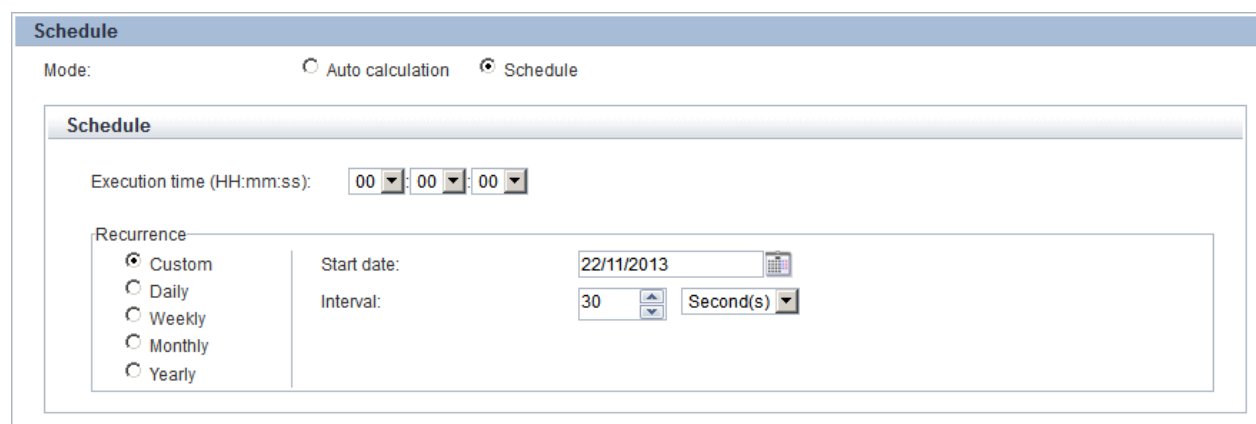 Schedule
Mode: Auto calculation Schedule
Schedule
Execution time (HH:mm:ss): 00 : 00 : 00
Recurrence
Custom Start date: 22/11/2013
Daily
Interval: 30 Second(s)
Weekly
Monthly
Yearly